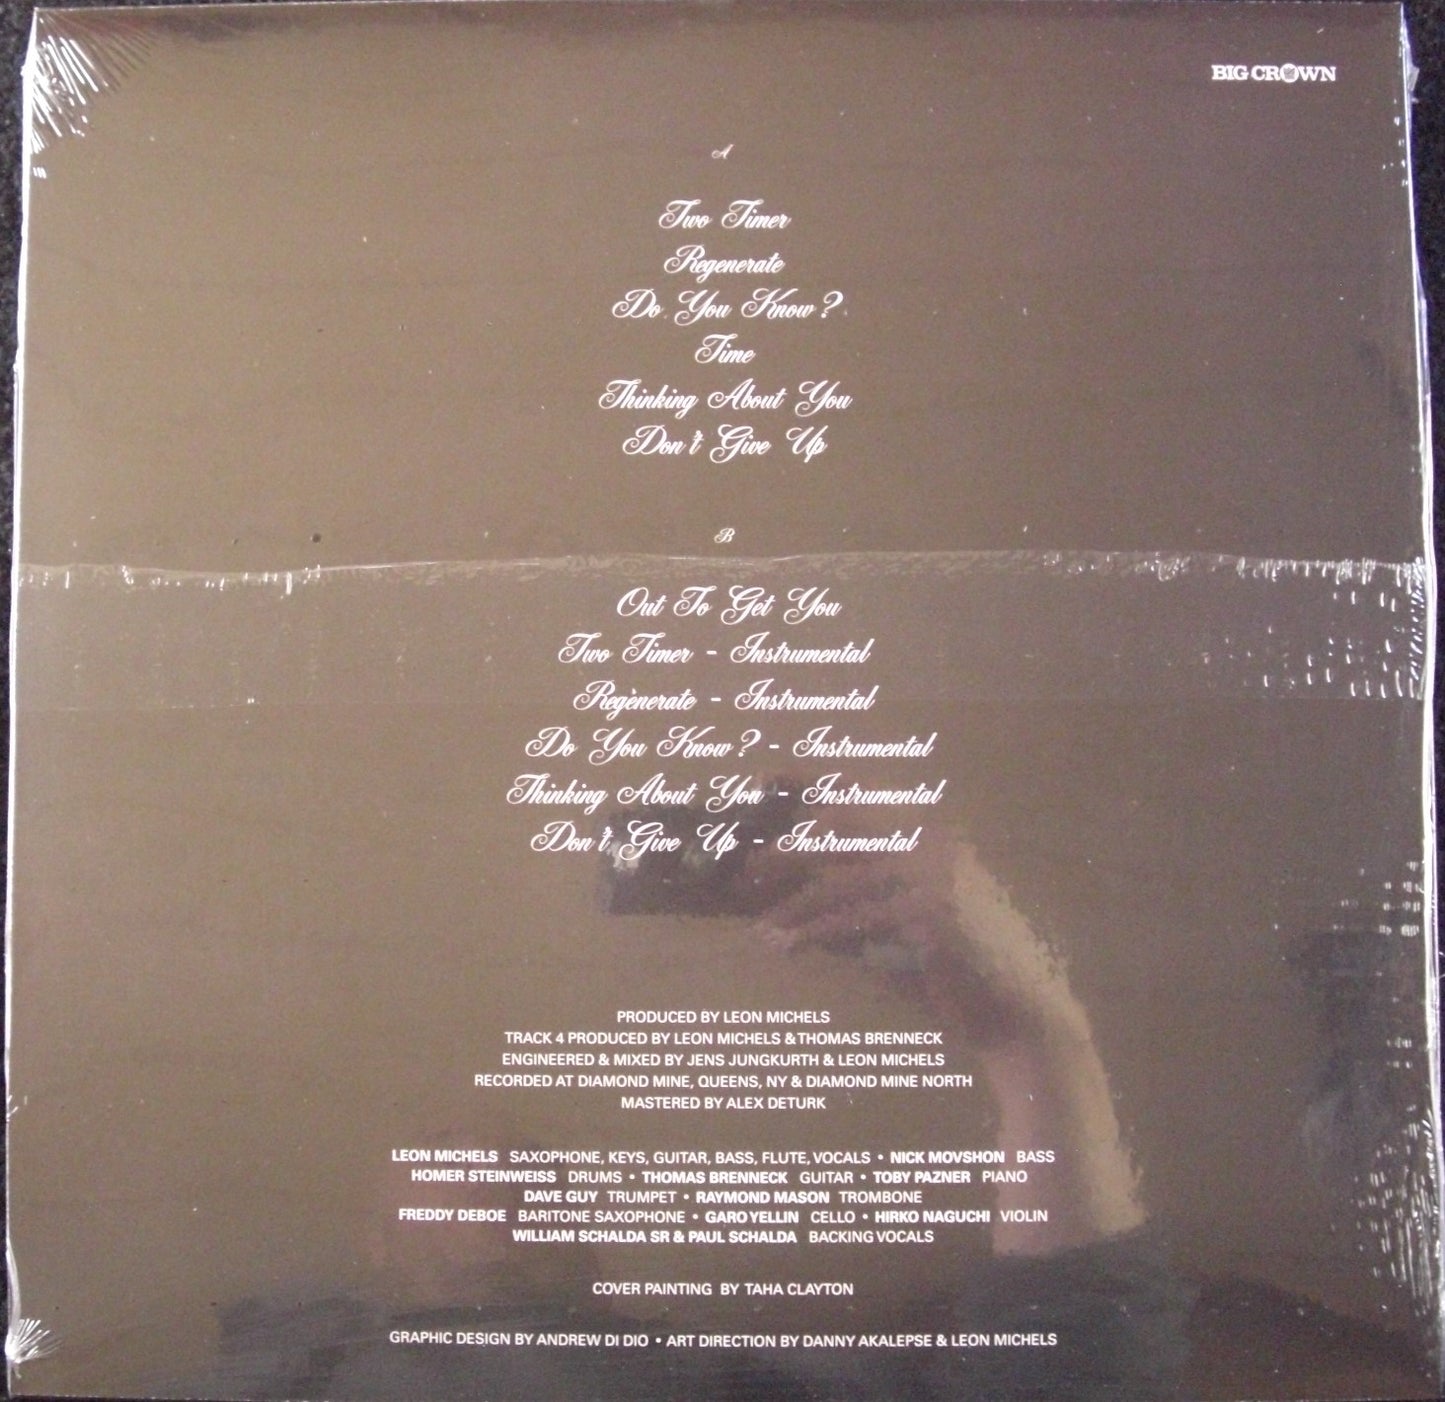 BIG CROWN
A
Two Timer
Regenerate
Do You Know?
Time
Thinking About You
Don't Give Up
B
Out To Get You
Two Timer - Instrumental
Regenerate - Instrumental
Do You Know? - Instrumental
Thinking About You - Instrumental
Don't Give Up - Instrumental
PRODUCED BY LEON MICHELS
TRACK 4 PRODUCED BY LEON MICHELS & THOMAS BRENNECK
ENGINEERED & MIXED BY JENS JUNGKURTH & LEON MICHELS
RECORDED AT DIAMOND MINE, QUEENS, NY & DIAMOND MINE NORTH
MASTERED BY ALEX DETURK
LEON MICHELS SAXOPHONE, KEYS, GUITAR, BASS, FLUTE, VOCALS • NICK MOVSHON BASS
HOMER STEINWEISS DRUMS • THOMAS BRENNECK GUITAR • TOBY PAZNER PIANO
DAVE GUY TRUMPET • RAYMOND MASON TROMBONE
FREDDY DEBOE BARITONE SAXOPHONE • GARO YELLIN CELLO • HIRKO NAGUCHI VIOLIN
WILLIAM SCHALDA SR & PAUL SCHALDA BACKING VOCALS
COVER PAINTING BY TAHA CLAYTON
GRAPHIC DESIGN BY ANDREW DI DIO • ART DIRECTION BY DANNY AKALEPSE & LEON MICHELS